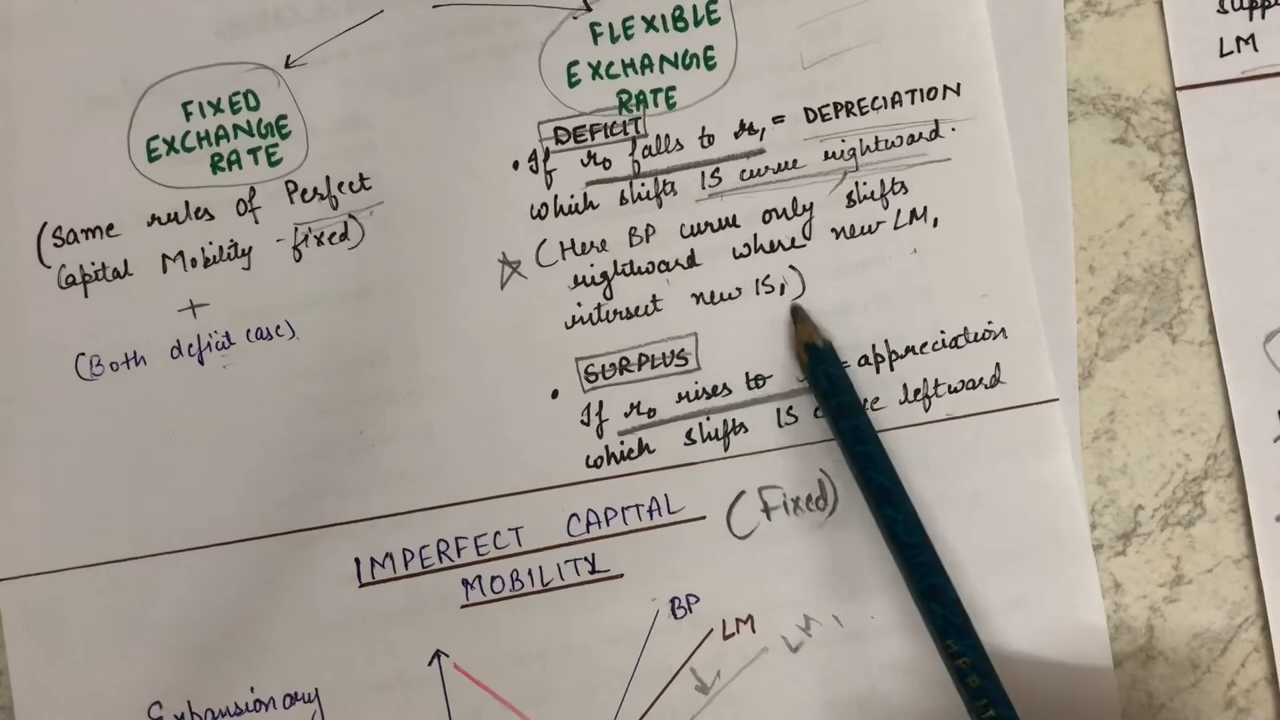 FIXED
EXCHANGE
RATE
(Same rules of Perfect
Capital Mobility - fixed)
+
(Both deficit case)
FLEXIBLE
EXCHANGE
RATE
DEFICIT
• If r₀ falls to r₁ = DEPRECIATION
which shifts IS curve rightward.
(Here BP curve only shifts
rightward where new LM₁
intersect new IS₁)
SURPLUS
• If r₀ rises to = appreciation
which shifts IS curve leftward
IMPERFECT CAPITAL (Fixed)
MOBILITY
BP
LM
LM₁
Expansionary
LM